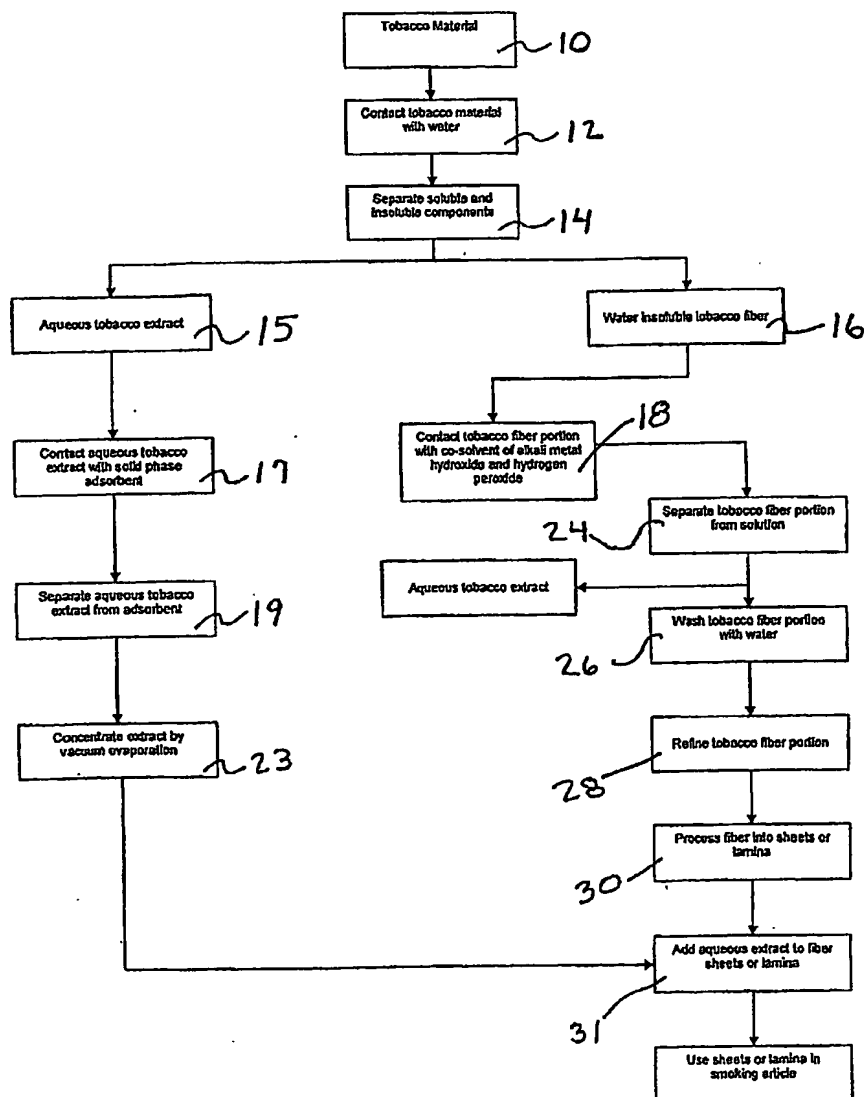 Tobacco Material
10
Contact tobacco material
with water
12
Separate soluble and
insoluble components
14
Aqueous tobacco extract
15
Water insoluble tobacco fiber
16
Contact aqueous tobacco
extract with solid phase
adsorbent
17
Contact tobacco fiber portion
with co-solvent of alkali metal
hydroxide and hydrogen
peroxide
18
Separate tobacco fiber portion
from solution
24
Aqueous tobacco extract
Separate aqueous tobacco
extract from adsorbent
19
Wash tobacco fiber portion
with water
26
Concentrate extract by
vacuum evaporation
23
Refine tobacco fiber portion
28
Process fiber into sheets or
lamina
30
Add aqueous extract to fiber
sheets or lamina
31
Use sheets or lamina in
smoking article